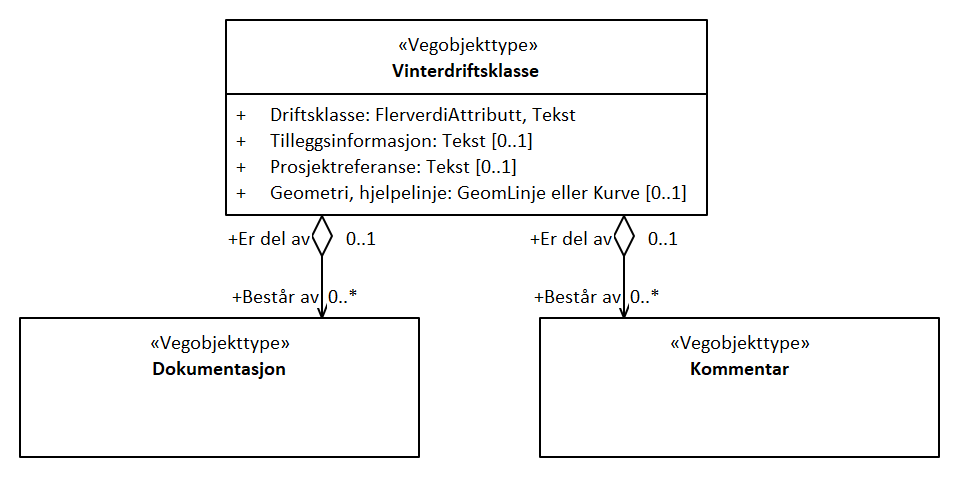 «Vegobjekttype»
Vinterdriftsklasse
+ Driftsklasse: FlerverdiAttributt, Tekst
+ Tilleggsinformasjon: Tekst [0..1]
+ Prosjektreferanse: Tekst [0..1]
+ Geometri, hjelpelinje: GeomLinje eller Kurve [0..1]
+Er del av 0..1
+Er del av 0..1
+Består av 0..*
+Består av 0..*
«Vegobjekttype»
Dokumentasjon
«Vegobjekttype»
Kommentar